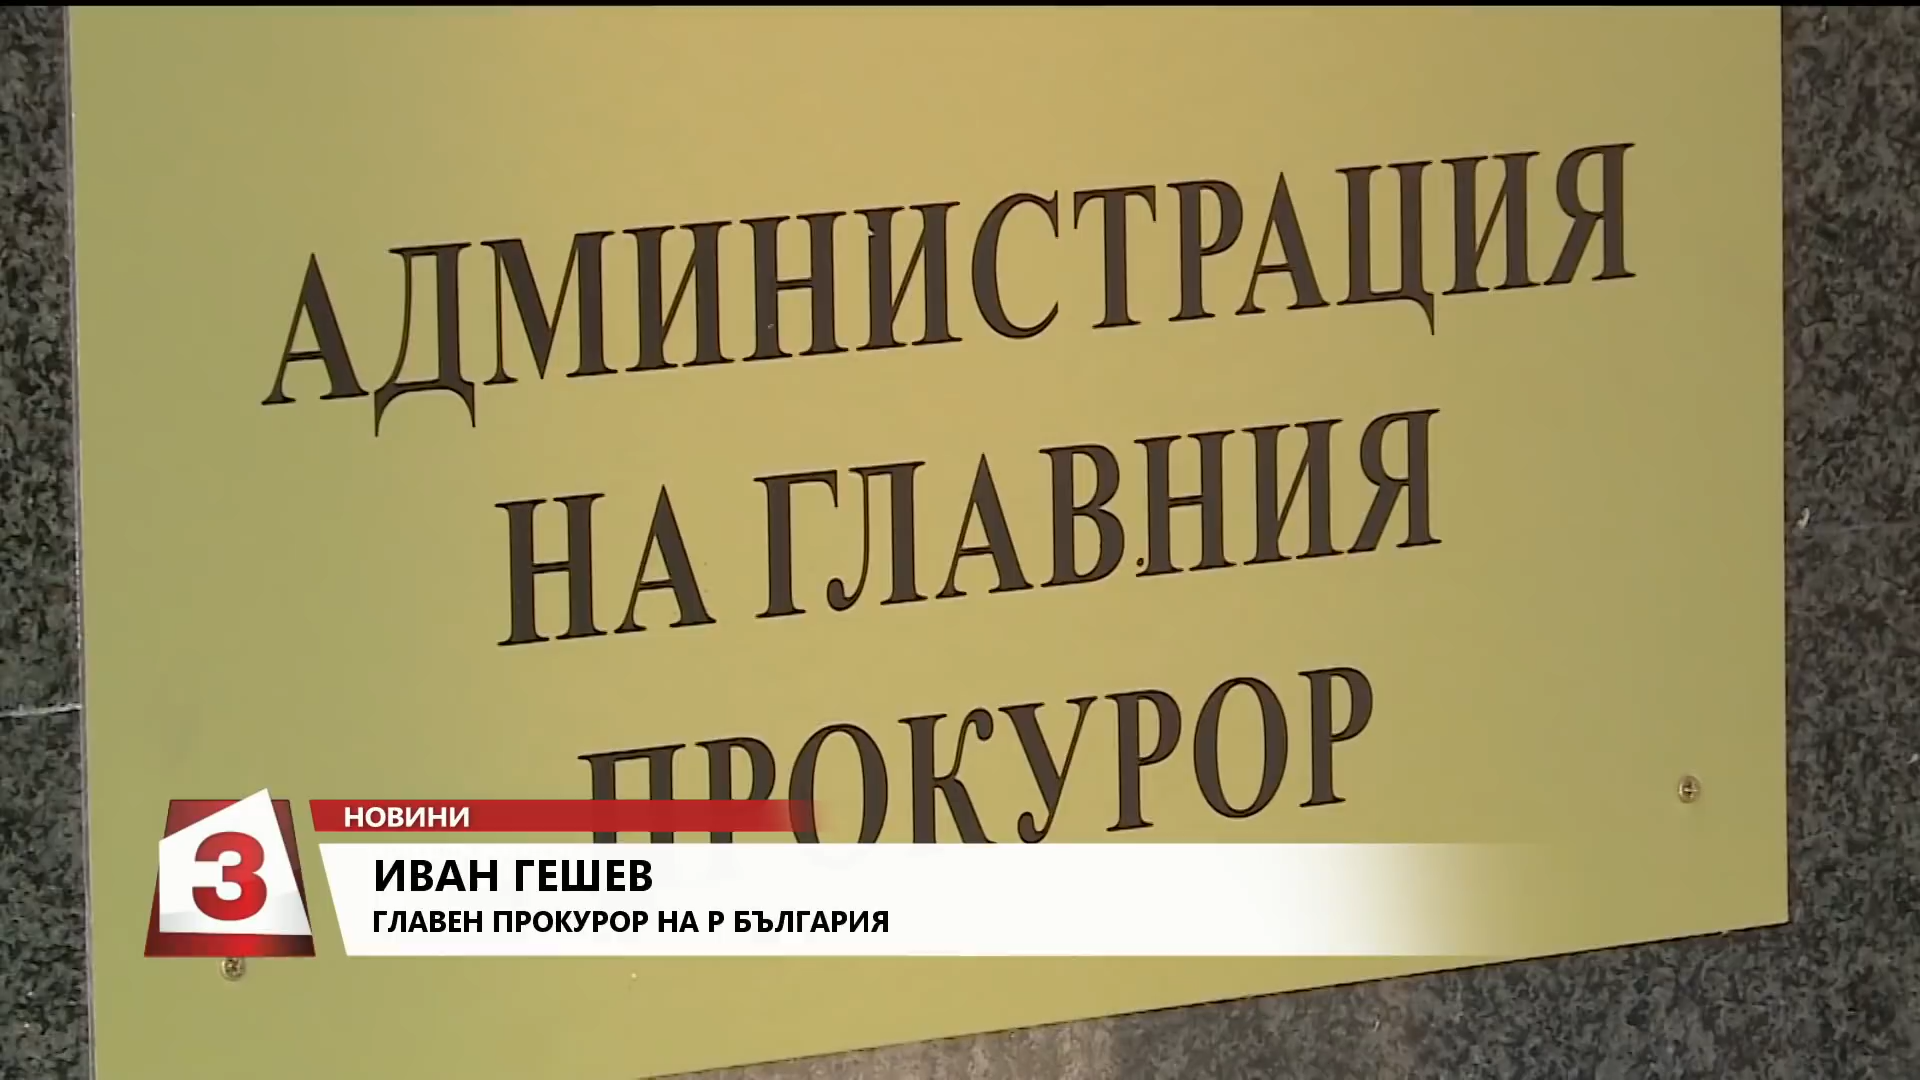 АДМИНИСТРАЦИЯ
НА ГЛАВНИЯ
ПРОКУРОР
НОВИНИ
3
ИВАН ГЕШЕВ
ГЛАВЕН ПРОКУРОР НА Р БЪЛГАРИЯ